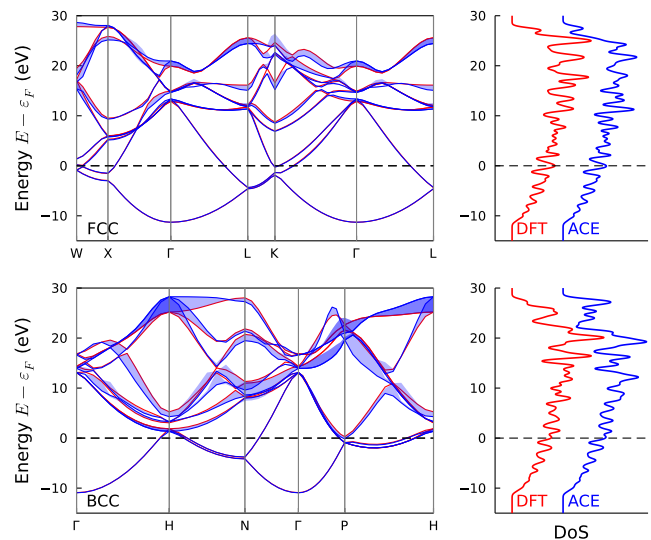 Energy E − ε_F (eV)
30
20
10
0
−10
FCC
W X Γ L K Γ L
30
20
10
0
−10
DFT ACE
Energy E − ε_F (eV)
30
20
10
0
−10
BCC
Γ H N Γ P H
30
20
10
0
−10
DFT ACE
DoS